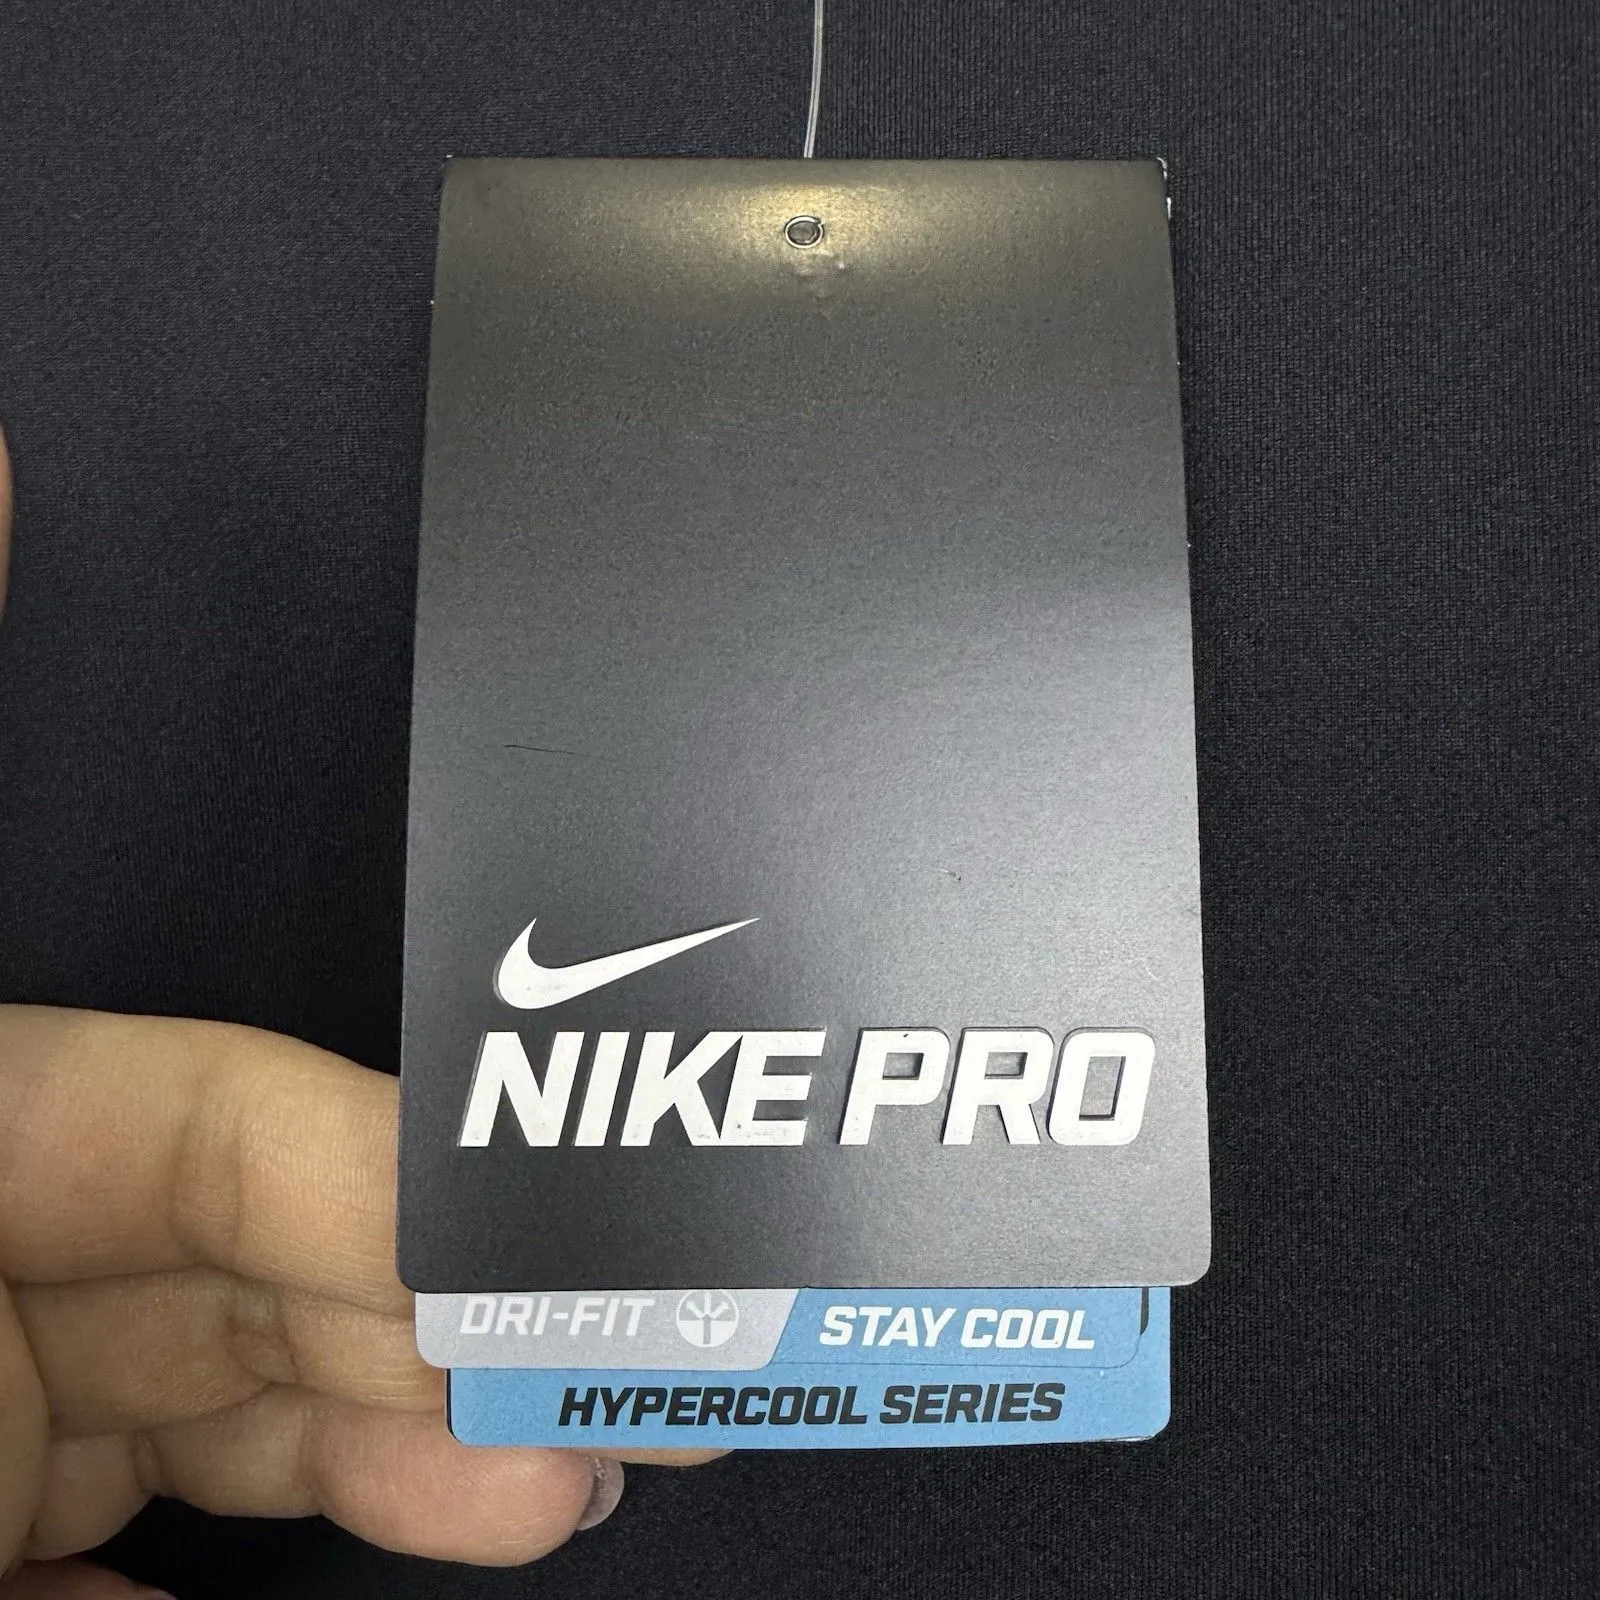 NIKE PRO
DRI-FIT STAY COOL
HYPERCOOL SERIES